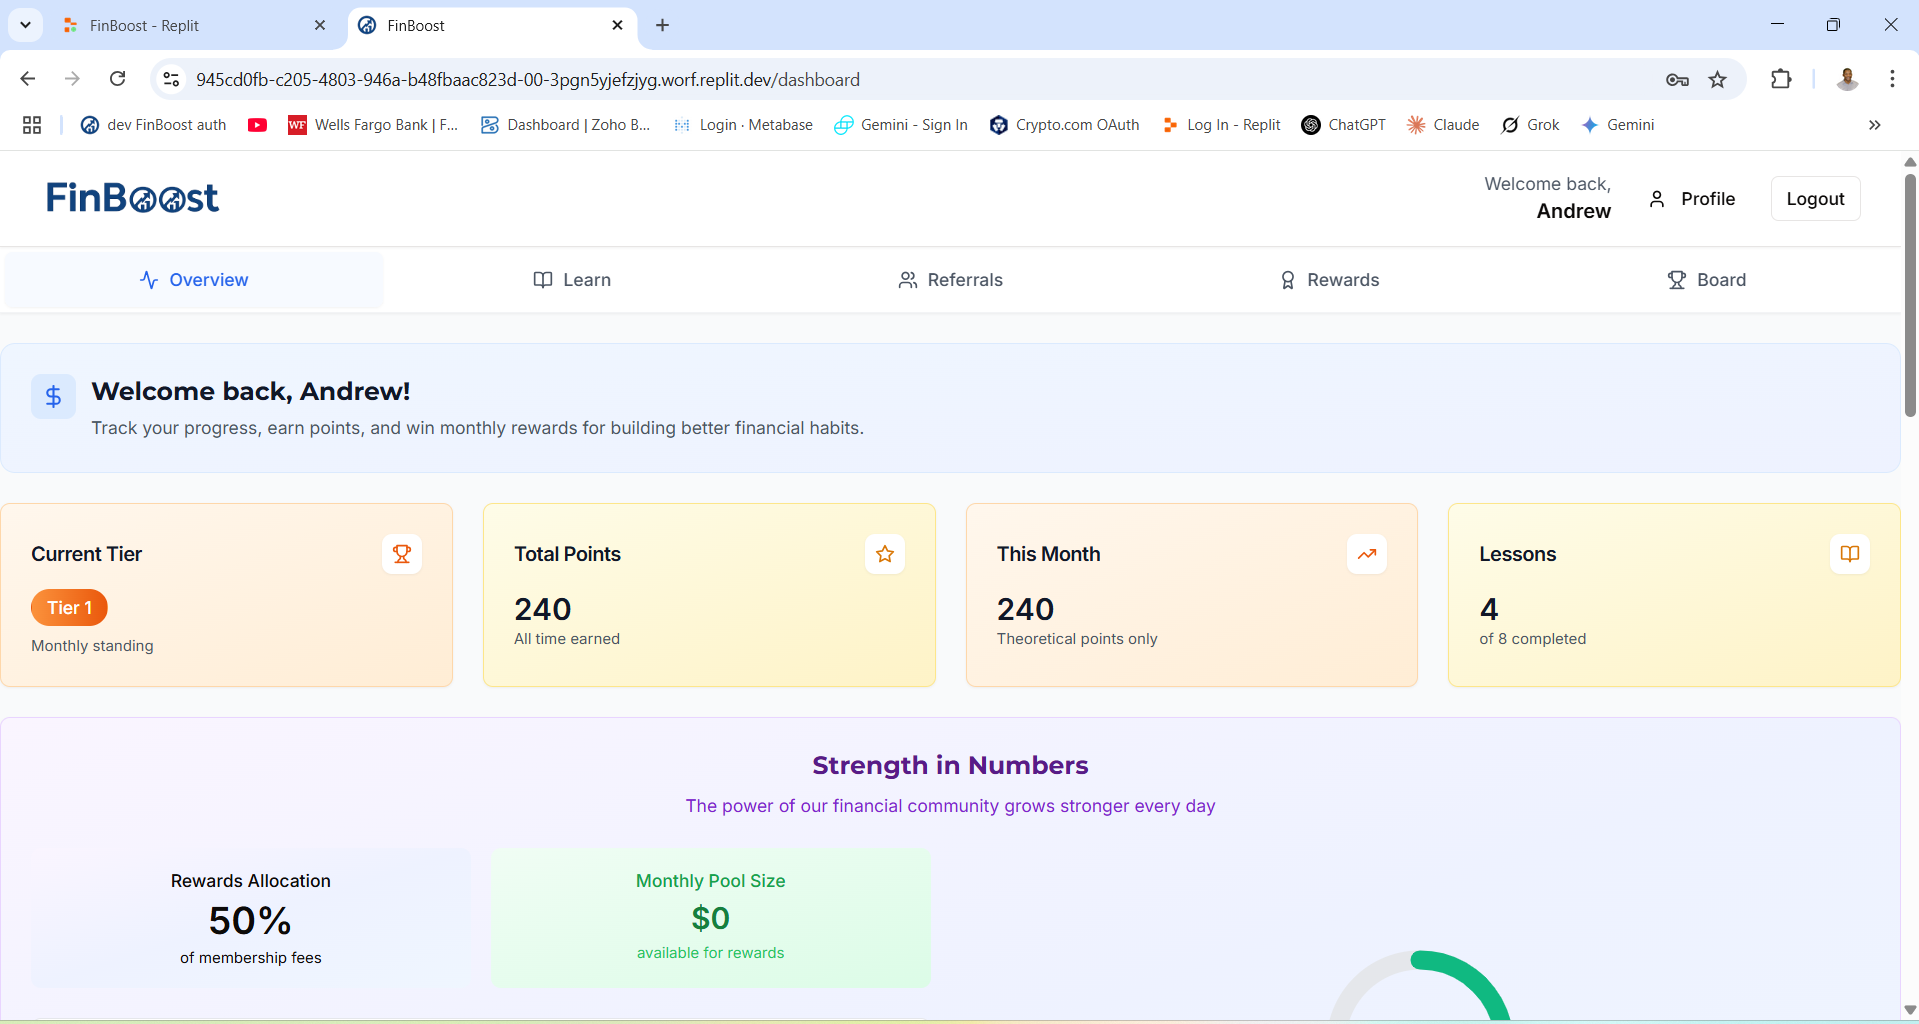 FinBoost - Replit
FinBoost
945cd0fb-c205-4803-946a-b48fbaac823d-00-3pgn5yjefzjyg.worf.replit.dev/dashboard
dev FinBoost auth
WF
Wells Fargo Bank | F...
Dashboard | Zoho B...
Login · Metabase
Gemini - Sign In
Crypto.com OAuth
Log In - Replit
ChatGPT
Claude
Grok
Gemini
FinBoost
Welcome back,
Andrew
Profile
Logout
Overview
Learn
Referrals
Rewards
Board
$
Welcome back, Andrew!
Track your progress, earn points, and win monthly rewards for building better financial habits.
Current Tier
Tier 1
Monthly standing
Total Points
240
All time earned
This Month
240
Theoretical points only
Lessons
4
of 8 completed
Strength in Numbers
The power of our financial community grows stronger every day
Rewards Allocation
50%
of membership fees
Monthly Pool Size
$0
available for rewards